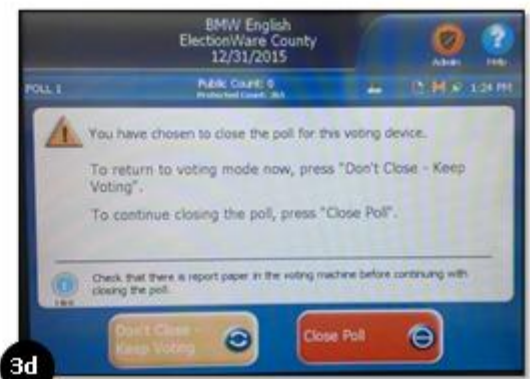 BMW English
ElectionWare County
12/31/2015
Admin
Help
POLL 1
Public Count: 0
1:24 PM
You have chosen to close the poll for this voting device.
To return to voting mode now, press "Don't Close - Keep
Voting".
To continue closing the poll, press "Close Poll".
Check that there is report paper in the voting machine before continuing with
closing the poll.
Don't Close -
Keep Voting
Close Poll
3d